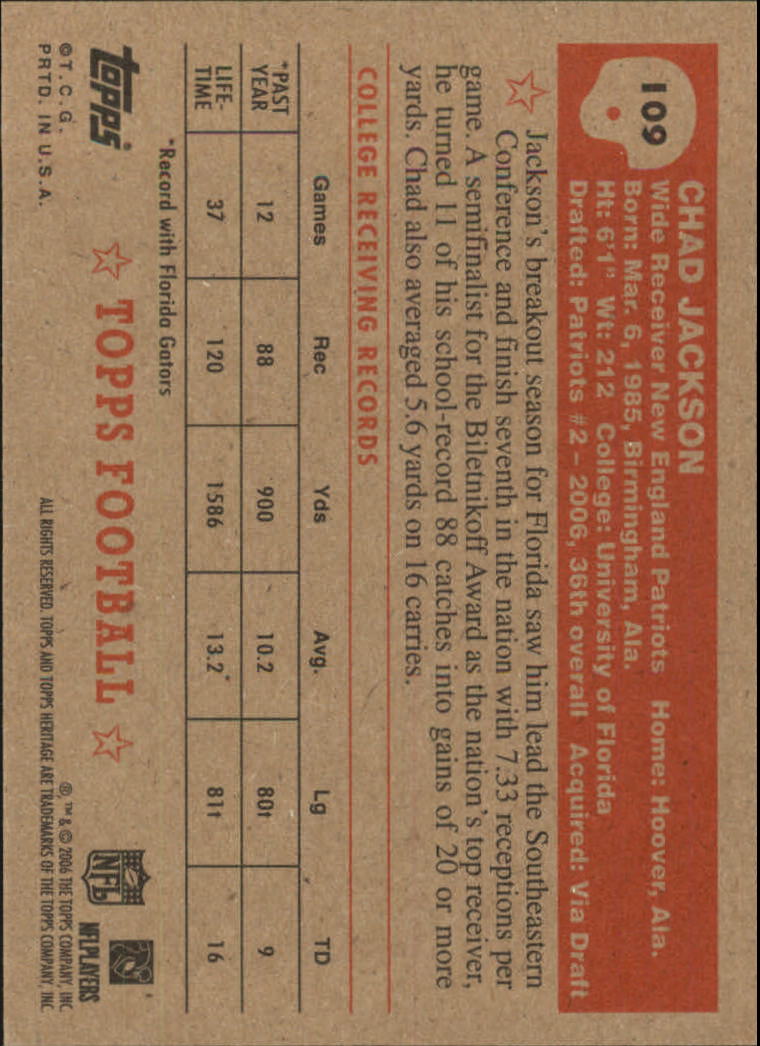 109
CHAD JACKSON
Wide Receiver New England Patriots Home: Hoover, Ala.
Born: Mar. 6, 1985, Birmingham, Ala.
Ht: 6'1" Wt: 212 College: University of Florida
Drafted: Patriots #2 – 2006, 36th overall Acquired: Via Draft
Jackson's breakout season for Florida saw him lead the Southeastern
Conference and finish seventh in the nation with 7.33 receptions per
game. A semifinalist for the Biletnikoff Award as the nation's top receiver,
he turned 11 of his school-record 88 catches into gains of 20 or more
yards. Chad also averaged 5.6 yards on 16 carries.
COLLEGE RECEIVING RECORDS
Games Rec Yds Avg. Lg TD
*PAST YEAR 12 88 900 10.2 80t 9
LIFE-TIME 37 120 1586 13.2* 81t 16
*Record with Florida Gators
topps®
©T.C.G.
PRTD. IN U.S.A.
TOPPS FOOTBALL
NFL
NFLPLAYERS
®, ™ & © 2006 THE TOPPS COMPANY, INC.
ALL RIGHTS RESERVED. TOPPS AND TOPPS HERITAGE ARE TRADEMARKS OF THE TOPPS COMPANY, INC.